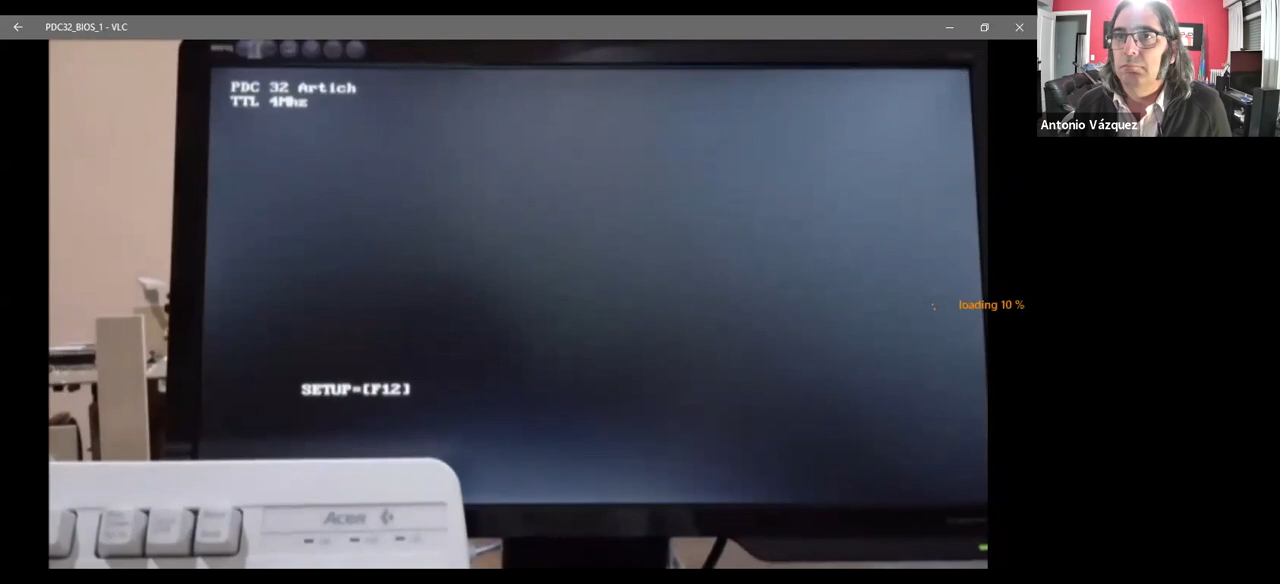 PDC32_BIOS_1 - VLC
Antonio Vázquez
PDC 32 Artich
TTL 4Mhz
loading 10 %
SETUP=[F12]
Acer